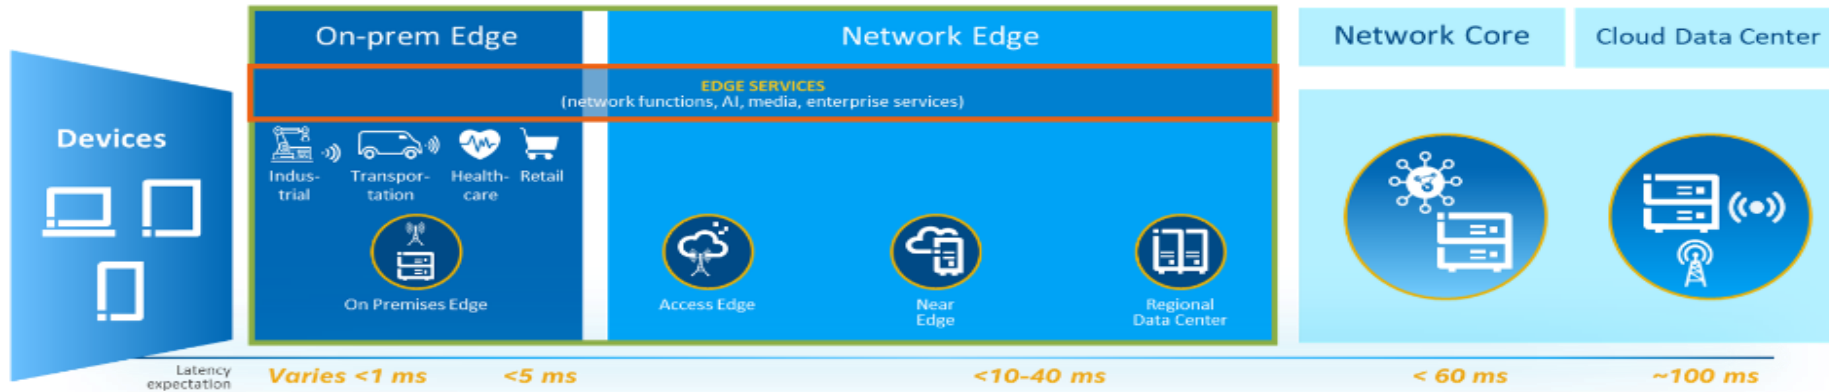 Devices
On-prem Edge
Network Edge
Network Core
Cloud Data Center
EDGE SERVICES
(network functions, AI, media, enterprise services)
Indus-
trial
Transpor-
tation
Health-
care
Retail
On Premises Edge
Access Edge
Near
Edge
Regional
Data Center
Latency
expectation
Varies <1 ms
<5 ms
<10-40 ms
< 60 ms
~100 ms